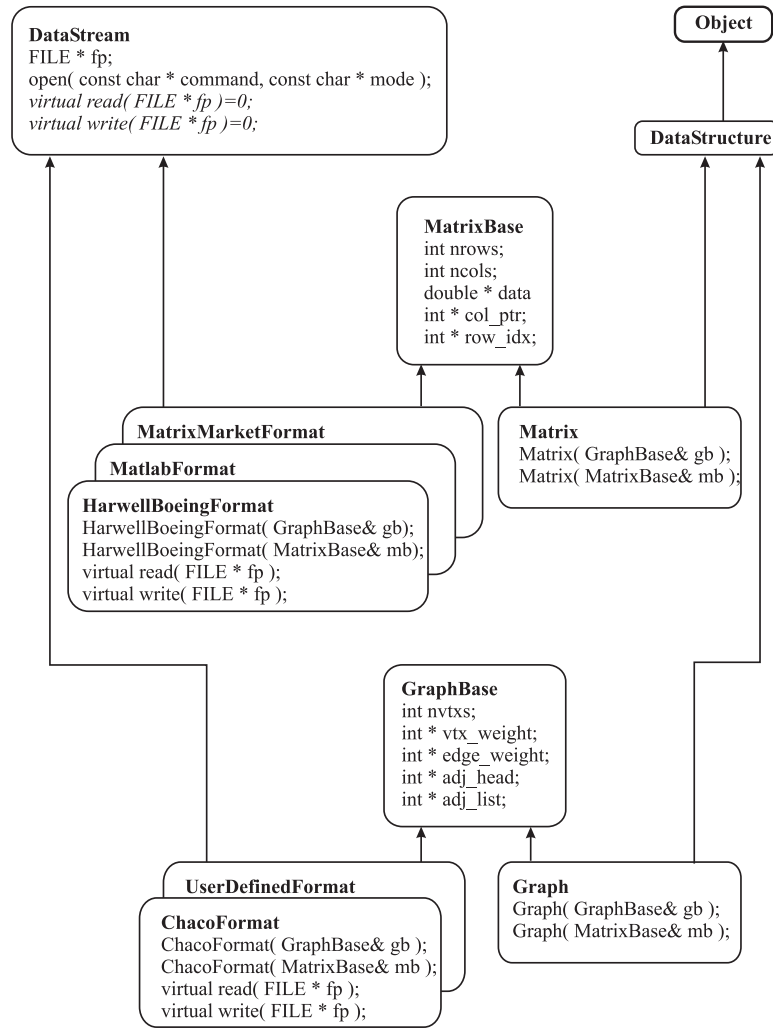 DataStream
FILE * fp;
open( const char * command, const char * mode );
virtual read( FILE * fp )=0;
virtual write( FILE * fp )=0;
Object
DataStructure
MatrixBase
int nrows;
int ncols;
double * data
int * col_ptr;
int * row_idx;
MatrixMarketFormat
MatlabFormat
HarwellBoeingFormat
HarwellBoeingFormat( GraphBase& gb);
HarwellBoeingFormat( MatrixBase& mb);
virtual read( FILE * fp );
virtual write( FILE * fp );
Matrix
Matrix( GraphBase& gb );
Matrix( MatrixBase& mb );
GraphBase
int nvtxs;
int * vtx_weight;
int * edge_weight;
int * adj_head;
int * adj_list;
UserDefinedFormat
ChacoFormat
ChacoFormat( GraphBase& gb );
ChacoFormat( MatrixBase& mb );
virtual read( FILE * fp );
virtual write( FILE * fp );
Graph
Graph( GraphBase& gb );
Graph( MatrixBase& mb );